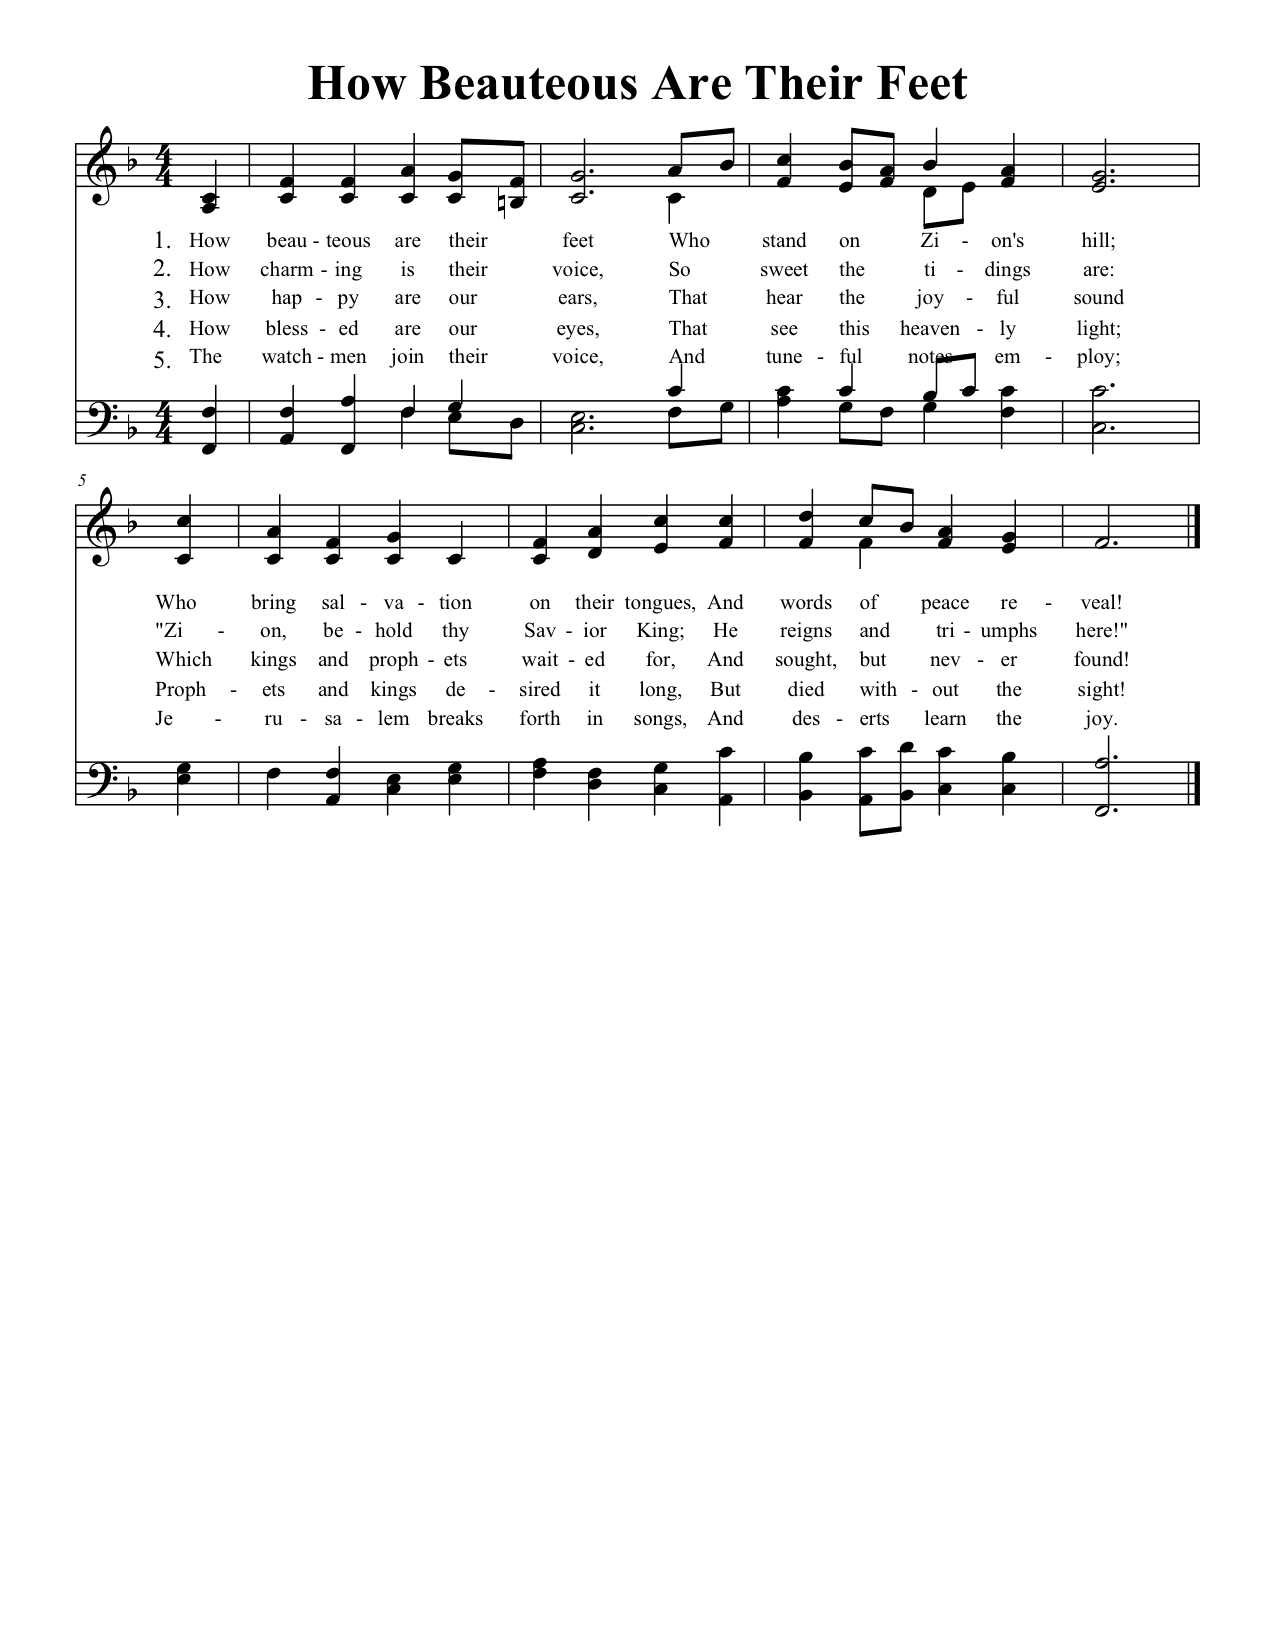 How Beauteous Are Their Feet
4
4
1. How beau - teous are their feet Who stand on Zi - on's hill;
2. How charm - ing is their voice, So sweet the ti - dings are:
3. How hap - py are our ears, That hear the joy - ful sound
4. How bless - ed are our eyes, That see this heaven - ly light;
5. The watch - men join their voice, And tune - ful notes em - ploy;
4
4
5
Who bring sal - va - tion on their tongues, And words of peace re - veal!
"Zi - on, be - hold thy Sav - ior King; He reigns and tri - umphs here!"
Which kings and proph - ets wait - ed for, And sought, but nev - er found!
Proph - ets and kings de - sired it long, But died with - out the sight!
Je - ru - sa - lem breaks forth in songs, And des - erts learn the joy.